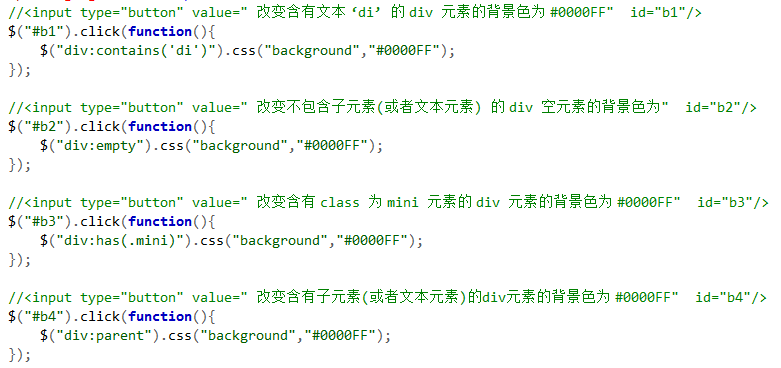 //<input type="button" value=" 改变含有文本‘di’ 的 div 元素的背景色为 #0000FF"  id="b1"/>
$("#b1").click(function(){
    $("div:contains('di')").css("background","#0000FF");
});
//<input type="button" value=" 改变不包含子元素(或者文本元素) 的 div 空元素的背景色为"  id="b2"/>
$("#b2").click(function(){
    $("div:empty").css("background","#0000FF");
});
//<input type="button" value=" 改变含有 class 为 mini 元素的 div 元素的背景色为 #0000FF"  id="b3"/>
$("#b3").click(function(){
    $("div:has(.mini)").css("background","#0000FF");
});
//<input type="button" value=" 改变含有子元素(或者文本元素)的div元素的背景色为 #0000FF"  id="b4"/>
$("#b4").click(function(){
    $("div:parent").css("background","#0000FF");
});